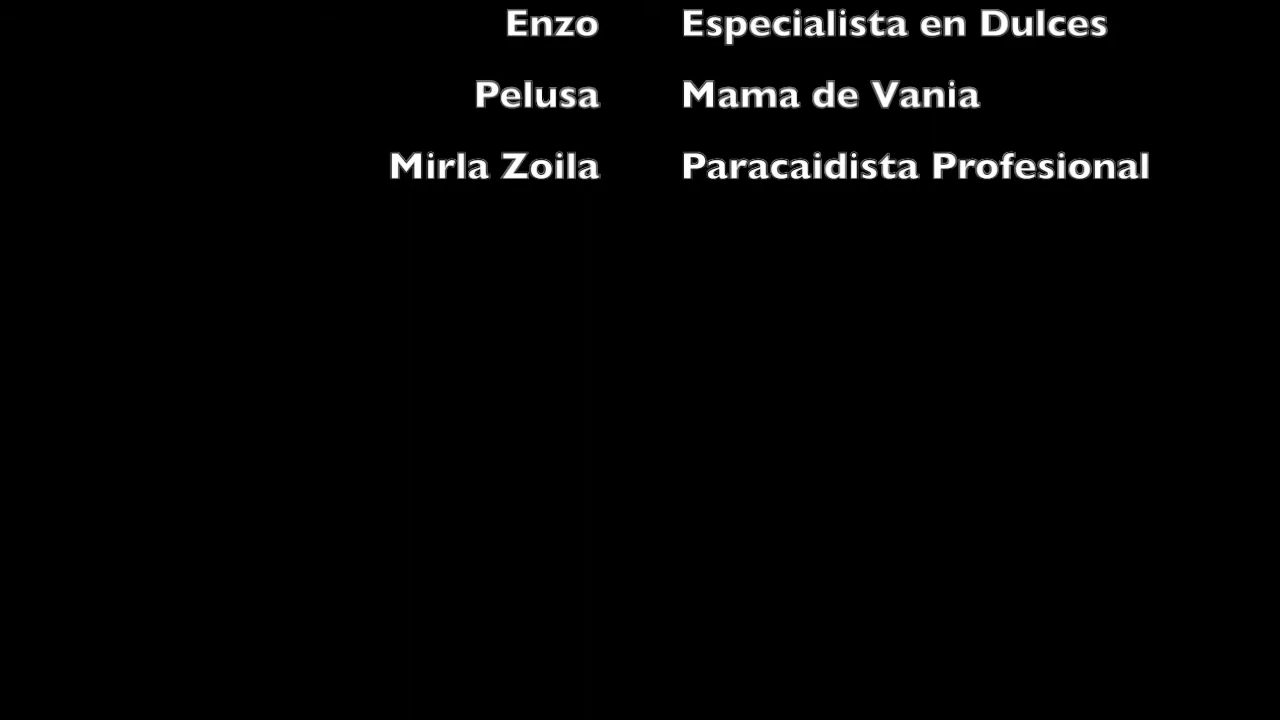 Enzo Especialista en Dulces
Pelusa Mama de Vania
Mirla Zoila Paracaidista Profesional